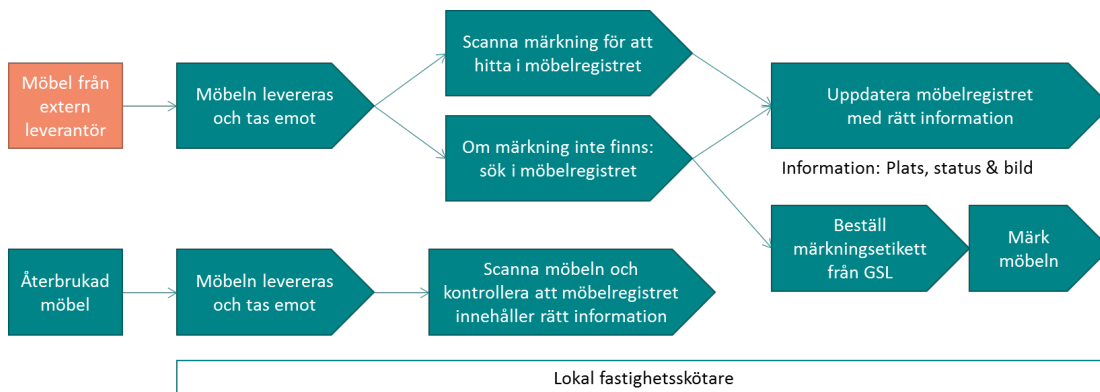 Möbel från
extern
leverantör
Möbeln levereras
och tas emot
Scanna märkning för att
hitta i möbelregistret
Om märkning inte finns:
sök i möbelregistret
Uppdatera möbelregistret
med rätt information
Information: Plats, status & bild
Beställ
märkningsetikett
från GSL
Märk
möbeln
Återbrukad
möbel
Möbeln levereras
och tas emot
Scanna möbeln och
kontrollera att möbelregistret
innehåller rätt information
Lokal fastighetsskötare